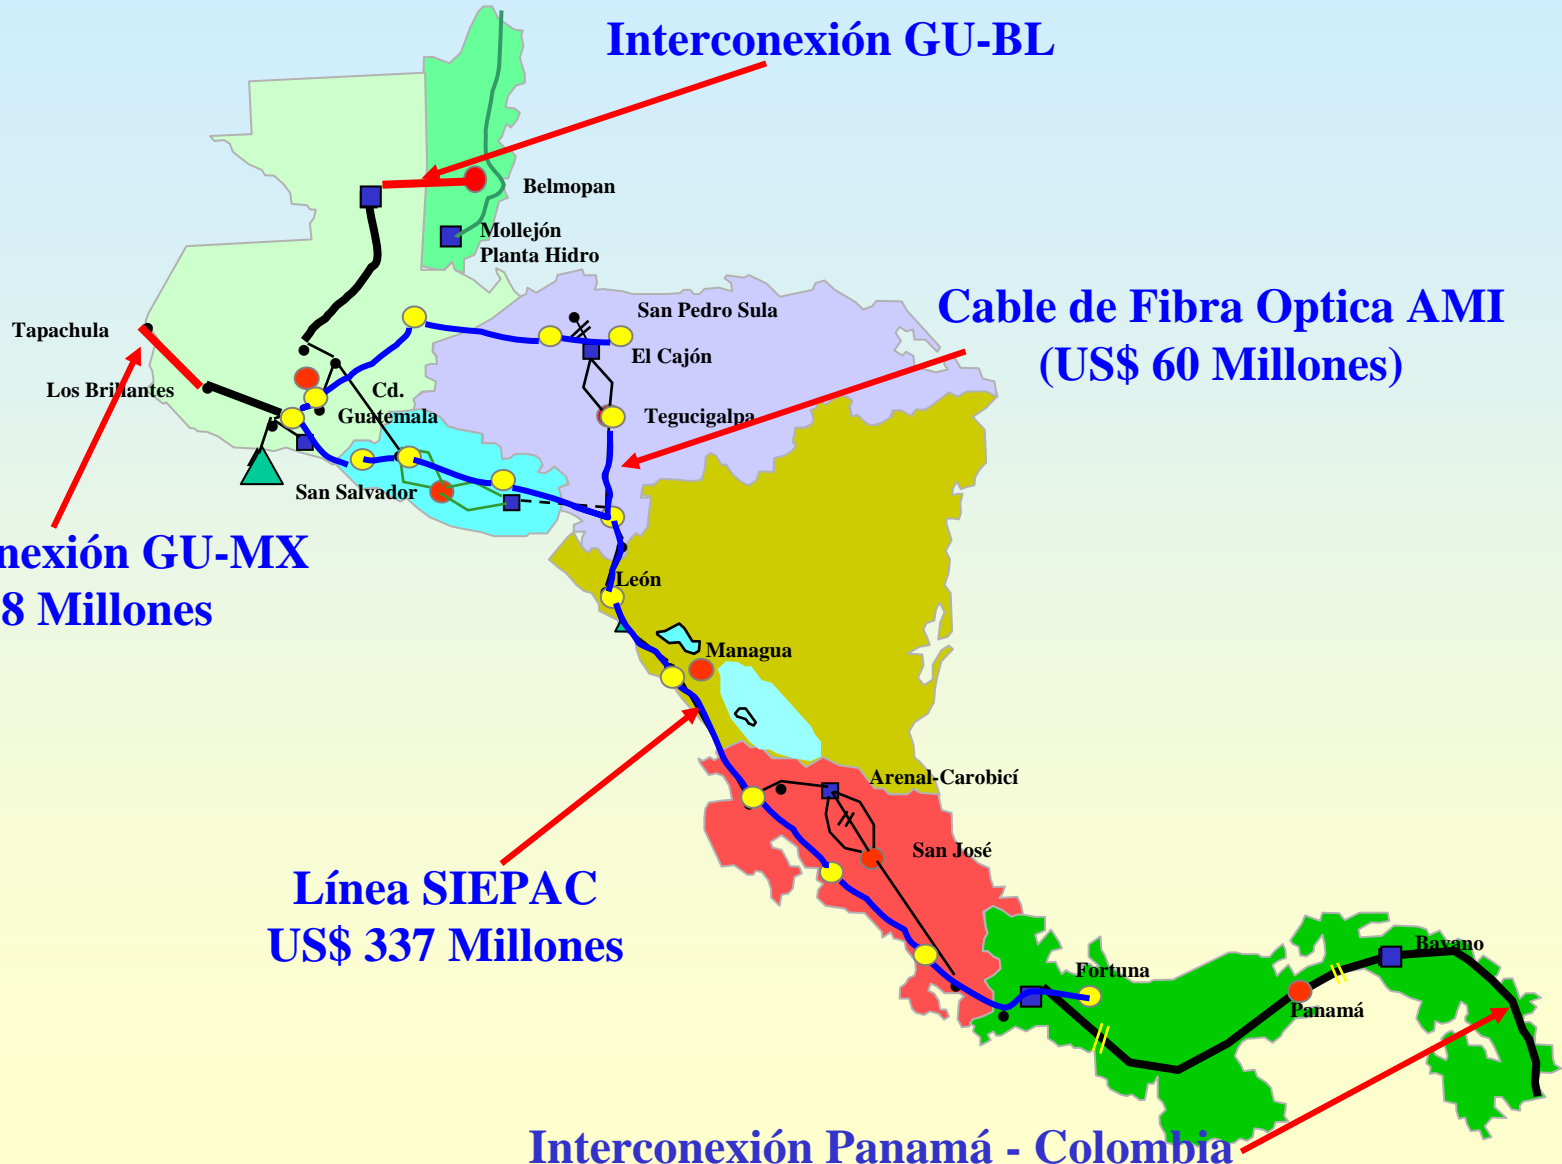 Interconexión GU-BL
Belmopan
Mollejón
Planta Hidro
San Pedro Sula
Cable de Fibra Optica AMI
(US$ 60 Millones)
Tapachula
El Cajón
Los Brillantes
Cd.
Guatemala
Tegucigalpa
San Salvador
nexión GU-MX
8 Millones
León
Managua
Arenal-Carobicí
San José
Línea SIEPAC
US$ 337 Millones
Bayano
Fortuna
Panamá
Interconexión Panamá - Colombia